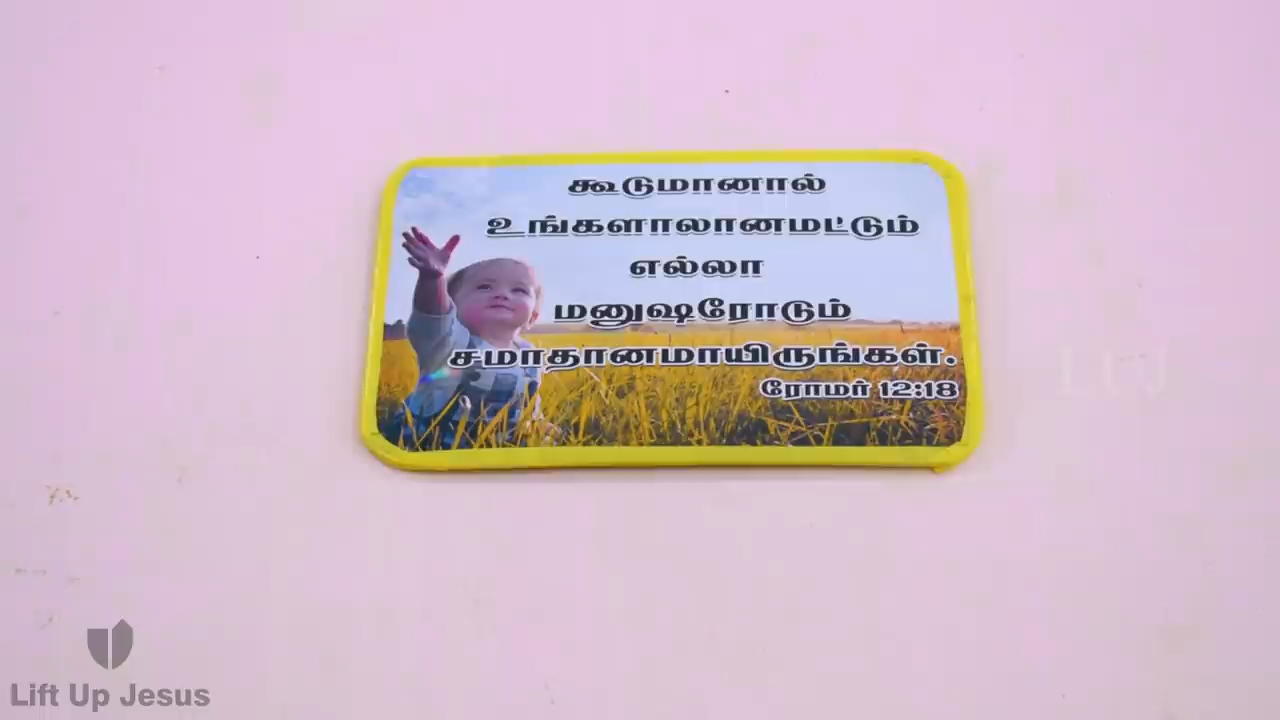 கூடுமானால்
உங்களாலானமட்டும்
எல்லா
மனுஷரோடும்
சமாதானமாயிருங்கள்.
ரோமர் 12:18
Lift Up Jesus